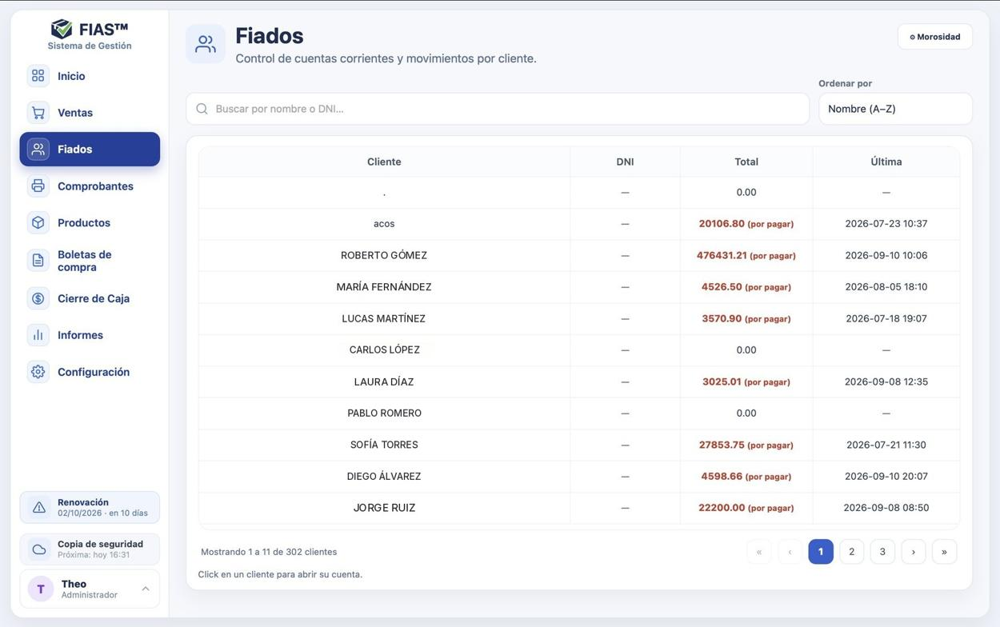 FIAS™
Sistema de Gestión
Inicio
Ventas
Fiados
Comprobantes
Productos
Boletas de
compra
Cierre de Caja
Informes
Configuración
Renovación
02/10/2026 · en 10 días
Copia de seguridad
Próxima: hoy 16:31
T
Theo
Administrador
Fiados
Control de cuentas corrientes y movimientos por cliente.
Morosidad
Ordenar por
Buscar por nombre o DNI...
Nombre (A–Z)
Cliente DNI Total Última
. — 0.00 —
acos — 20106.80 (por pagar) 2026-07-23 10:37
ROBERTO GÓMEZ — 476431.21 (por pagar) 2026-09-10 10:06
MARÍA FERNÁNDEZ — 4526.50 (por pagar) 2026-08-05 18:10
LUCAS MARTÍNEZ — 3570.90 (por pagar) 2026-07-18 19:07
CARLOS LÓPEZ — 0.00 —
LAURA DÍAZ — 3025.01 (por pagar) 2026-09-08 12:35
PABLO ROMERO — 0.00 —
SOFÍA TORRES — 27853.75 (por pagar) 2026-07-21 11:30
DIEGO ÁLVAREZ — 4598.66 (por pagar) 2026-09-10 20:07
JORGE RUIZ — 22200.00 (por pagar) 2026-09-08 08:50
Mostrando 1 a 11 de 302 clientes
« ‹ 1 2 3 › »
Click en un cliente para abrir su cuenta.